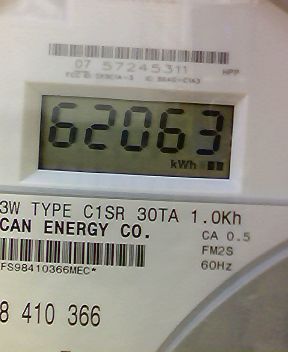 07 57245311
HPP
62063
kWh
3W TYPE C1SR 30TA 1.0Kh
CAN ENERGY CO.
CA 0.5
FM2S
60Hz
FS98410366MEC*
8 410 366